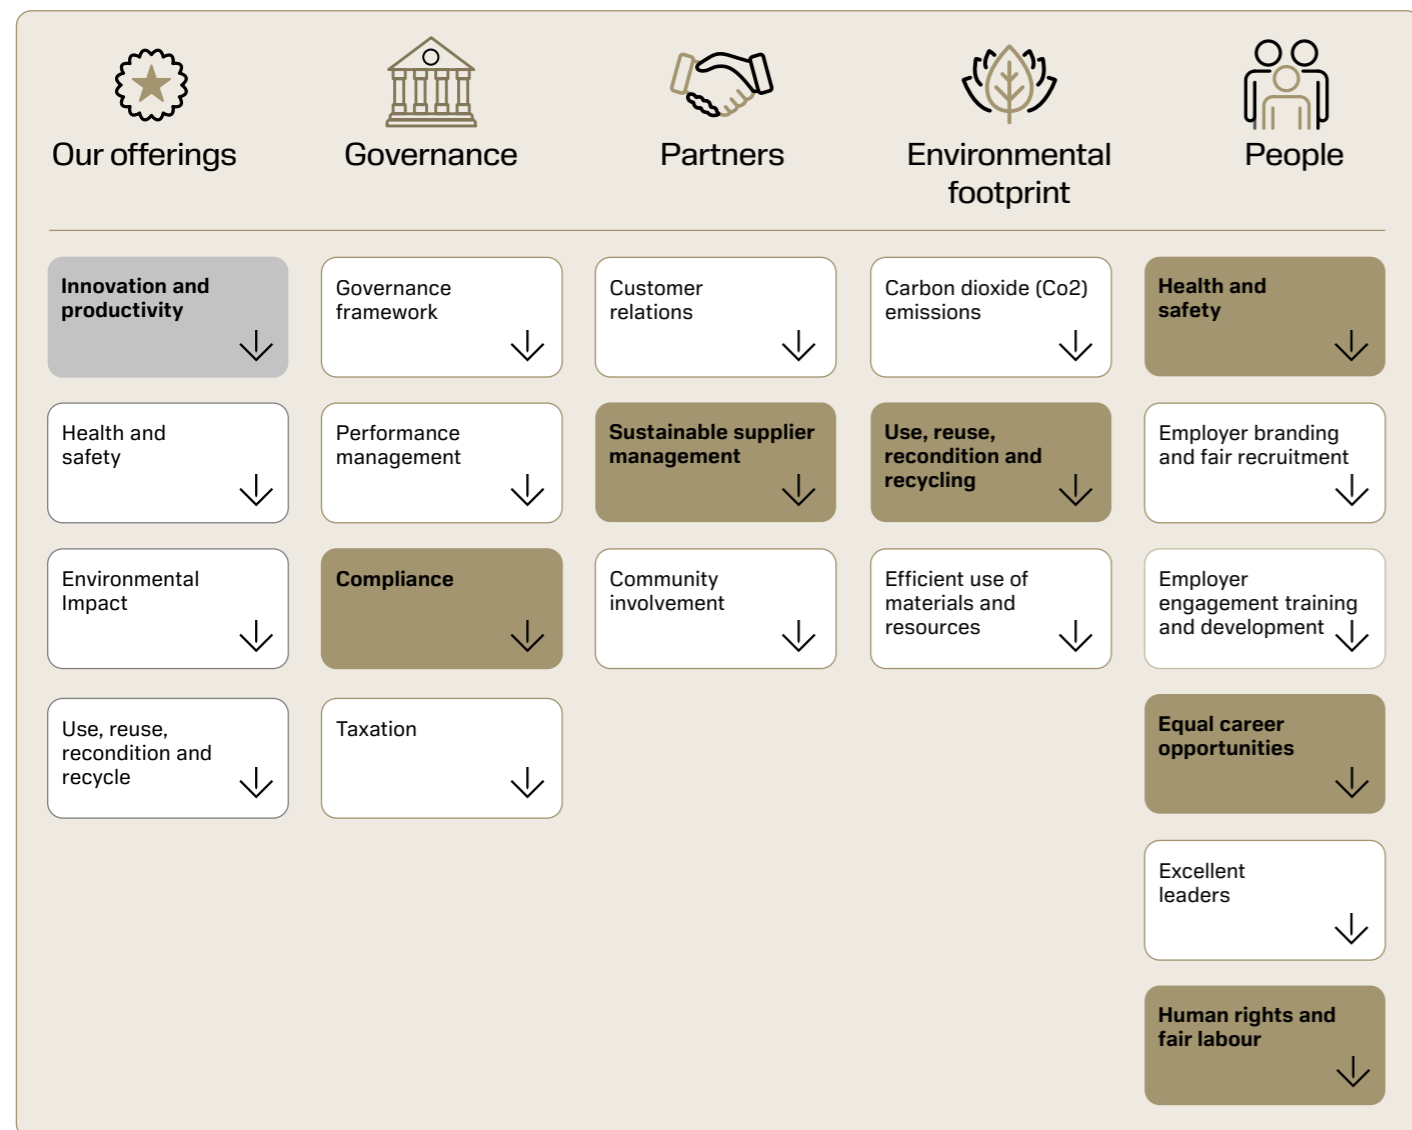 Our offerings
Governance
Partners
Environmental
footprint
People
Innovation and
productivity
Governance
framework
Customer
relations
Carbon dioxide (Co2)
emissions
Health and
safety
Health and
safety
Performance
management
Sustainable supplier
management
Use, reuse,
recondition and
recycling
Employer branding
and fair recruitment
Environmental
Impact
Compliance
Community
involvement
Efficient use of
materials and
resources
Employer
engagement training
and development
Use, reuse,
recondition and
recycle
Taxation
Equal career
opportunities
Excellent
leaders
Human rights and
fair labour